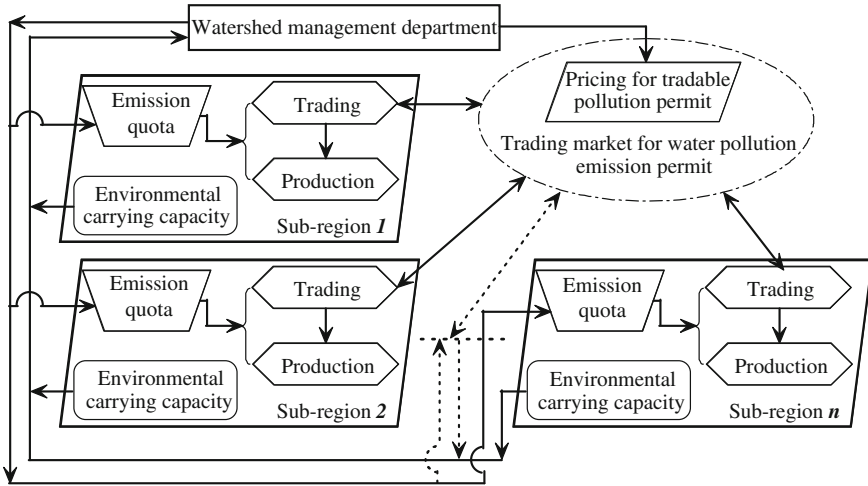 Watershed management department
Pricing for tradable
pollution permit
Trading market for water pollution
emission permit
Emission
quota
Trading
Production
Environmental
carrying capacity
Sub-region 1
Emission
quota
Trading
Production
Environmental
carrying capacity
Sub-region 2
Emission
quota
Trading
Production
Environmental
carrying capacity
Sub-region n